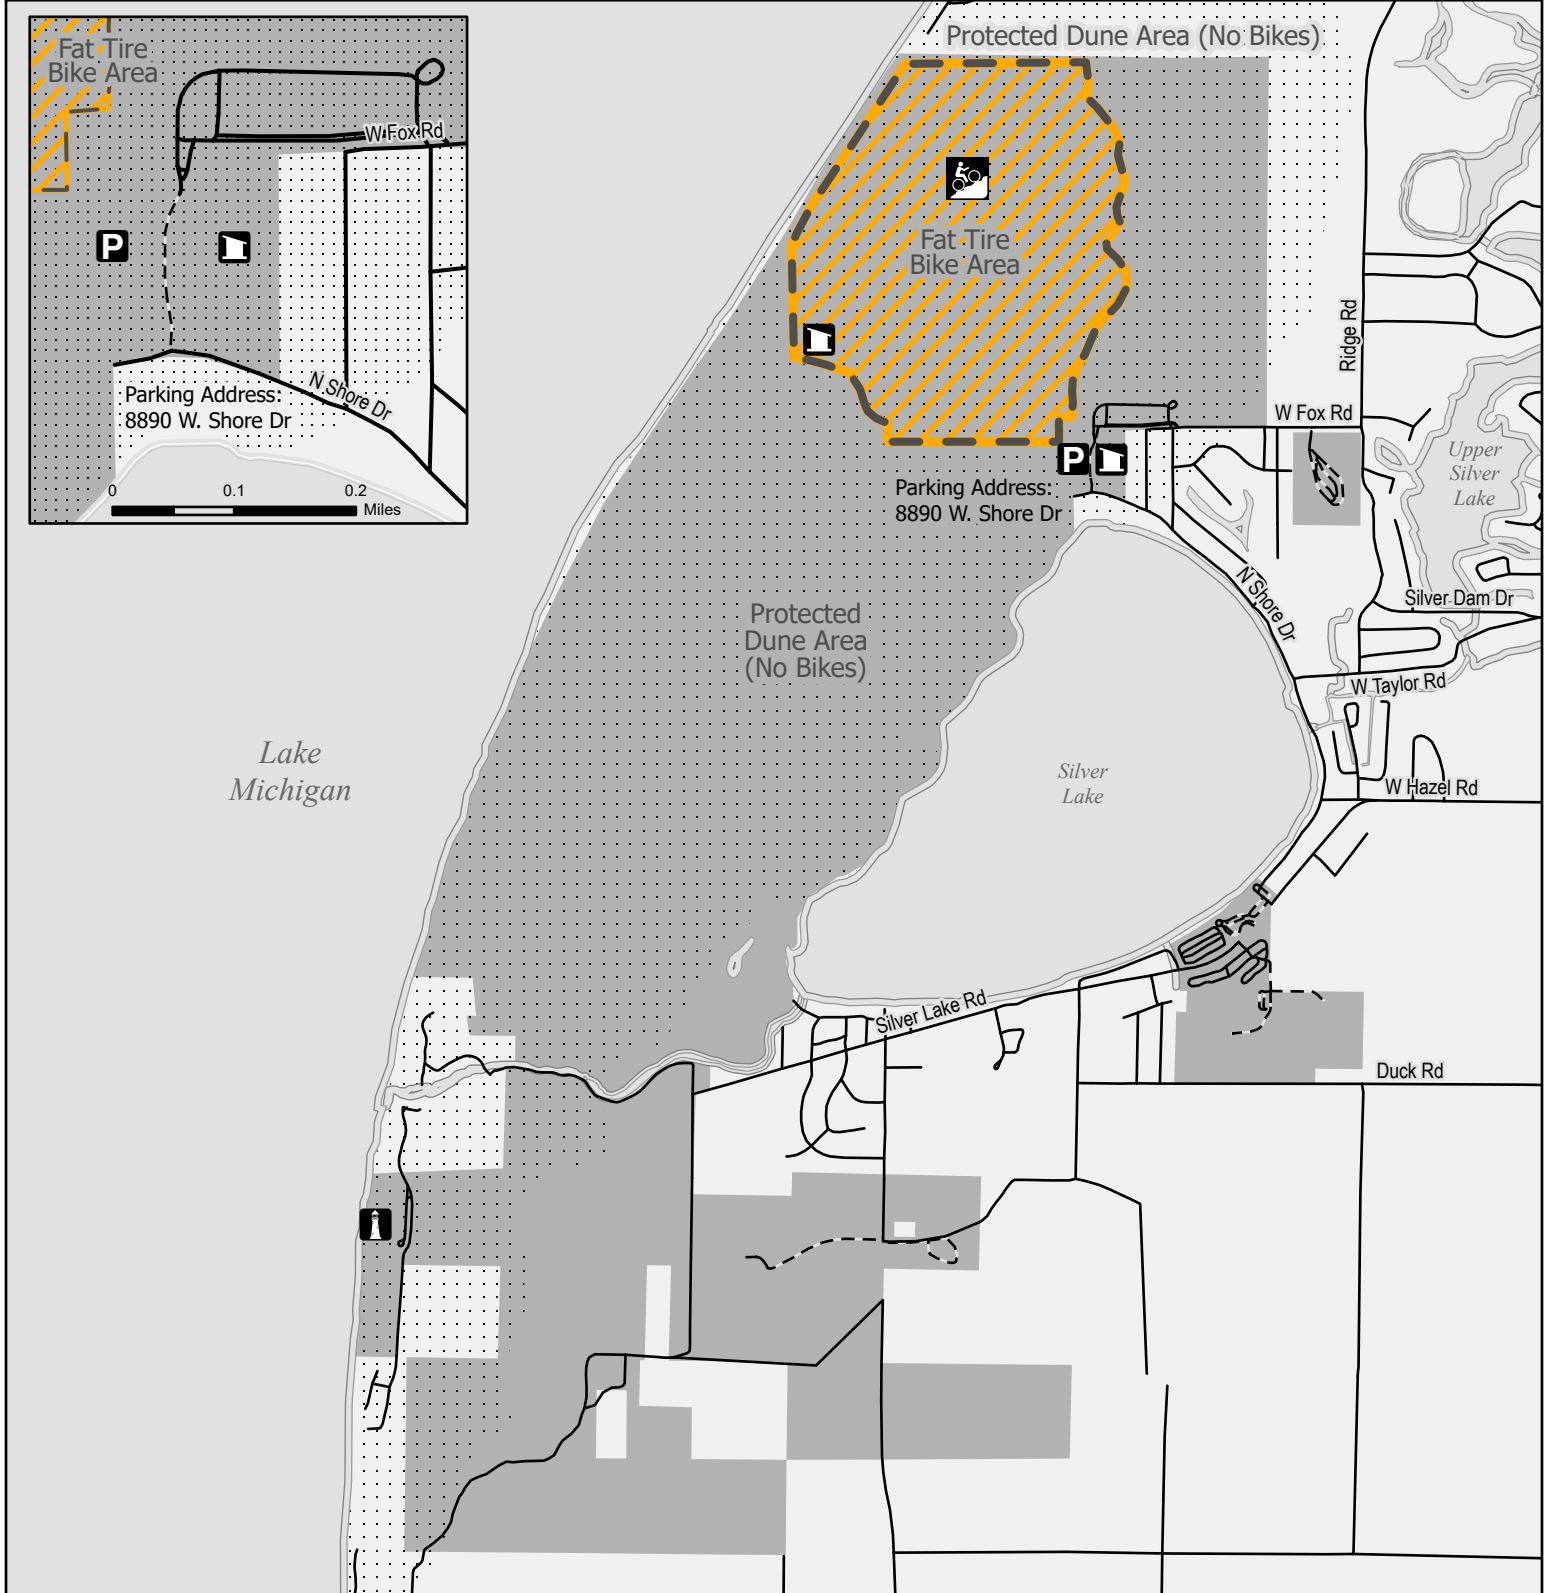 Fat Tire
Bike Area
W Fox Rd
P
N Shore Dr
Parking Address:
8890 W. Shore Dr
0
0.1
0.2
Miles
Protected Dune Area (No Bikes)
Fat Tire
Bike Area
Ridge Rd
W Fox Rd
P
Parking Address:
8890 W. Shore Dr
Upper
Silver
Lake
N Shore Dr
Silver Dam Dr
Protected
Dune Area
(No Bikes)
W Taylor Rd
Lake
Michigan
Silver
Lake
W Hazel Rd
Silver Lake Rd
Duck Rd